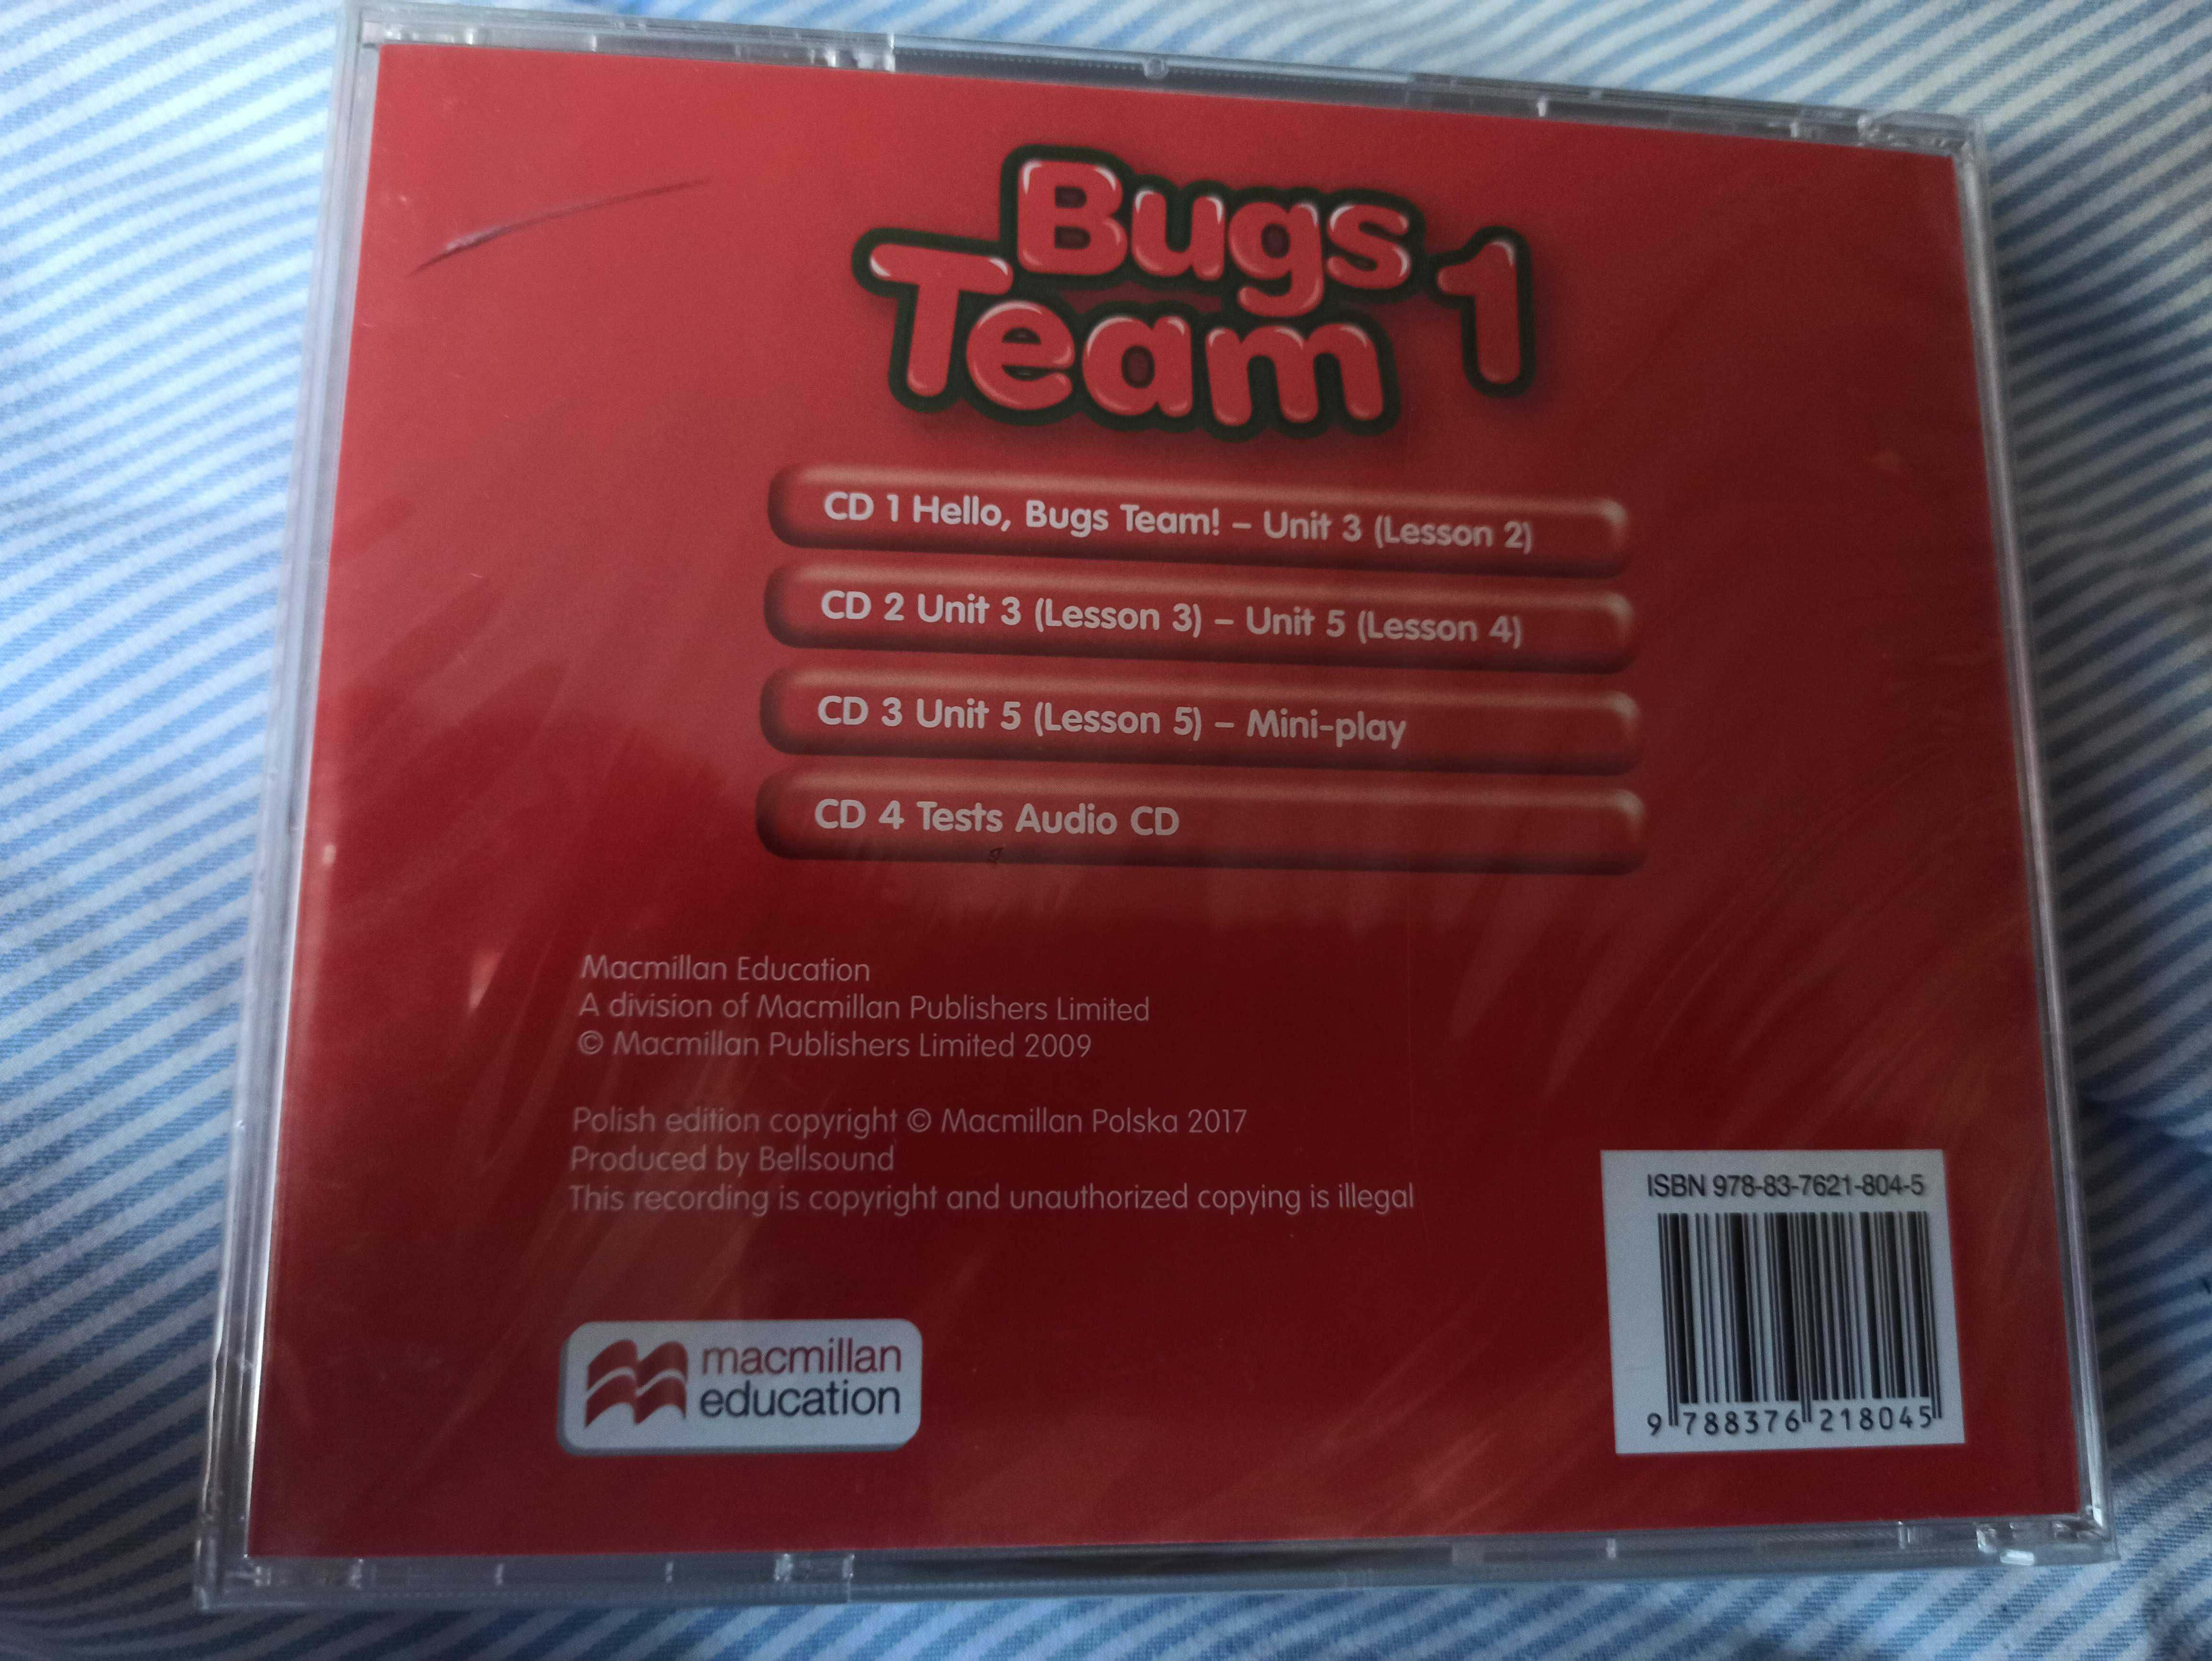 Bugs
Team 1
CD 1 Hello, Bugs Team! – Unit 3 (Lesson 2)
CD 2 Unit 3 (Lesson 3) – Unit 5 (Lesson 4)
CD 3 Unit 5 (Lesson 5) – Mini-play
CD 4 Tests Audio CD
Macmillan Education
A division of Macmillan Publishers Limited
© Macmillan Publishers Limited 2009
Polish edition copyright © Macmillan Polska 2017
Produced by Bellsound
This recording is copyright and unauthorized copying is illegal
macmillan
education
ISBN 978-83-7621-804-5
9 788376 218045